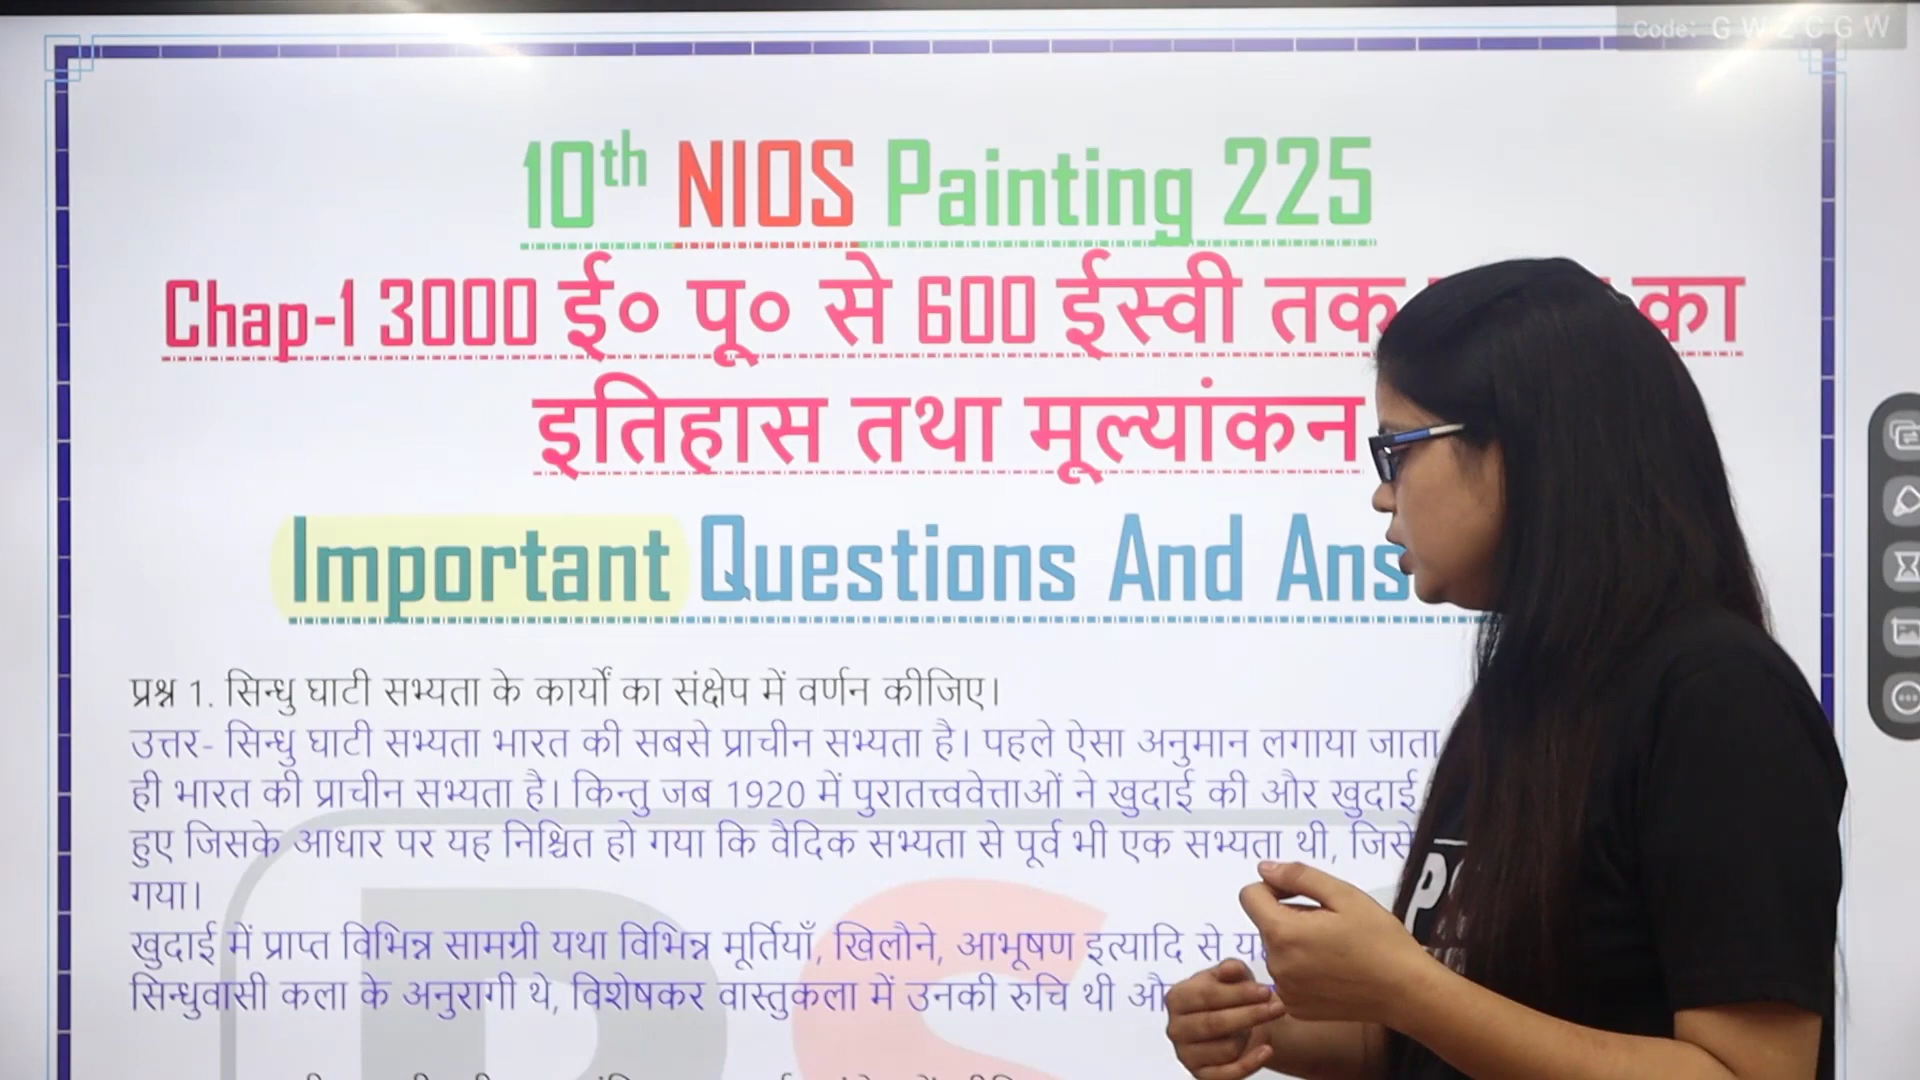 Code: G W Z C G W
10th NIOS Painting 225
Chap-1 3000 ई० पू० से 600 ईस्वी तक का
इतिहास तथा मूल्यांकन
Important Questions And Ans
प्रश्न 1. सिन्धु घाटी सभ्यता के कार्यों का संक्षेप में वर्णन कीजिए।
उत्तर- सिन्धु घाटी सभ्यता भारत की सबसे प्राचीन सभ्यता है। पहले ऐसा अनुमान लगाया जाता
ही भारत की प्राचीन सभ्यता है। किन्तु जब 1920 में पुरातत्त्ववेत्ताओं ने खुदाई की और खुदाई
हुए जिसके आधार पर यह निश्चित हो गया कि वैदिक सभ्यता से पूर्व भी एक सभ्यता थी, जिसे
गया।
खुदाई में प्राप्त विभिन्न सामग्री यथा विभिन्न मूर्तियाँ, खिलौने, आभूषण इत्यादि से
सिन्धुवासी कला के अनुरागी थे, विशेषकर वास्तुकला में उनकी रुचि थी